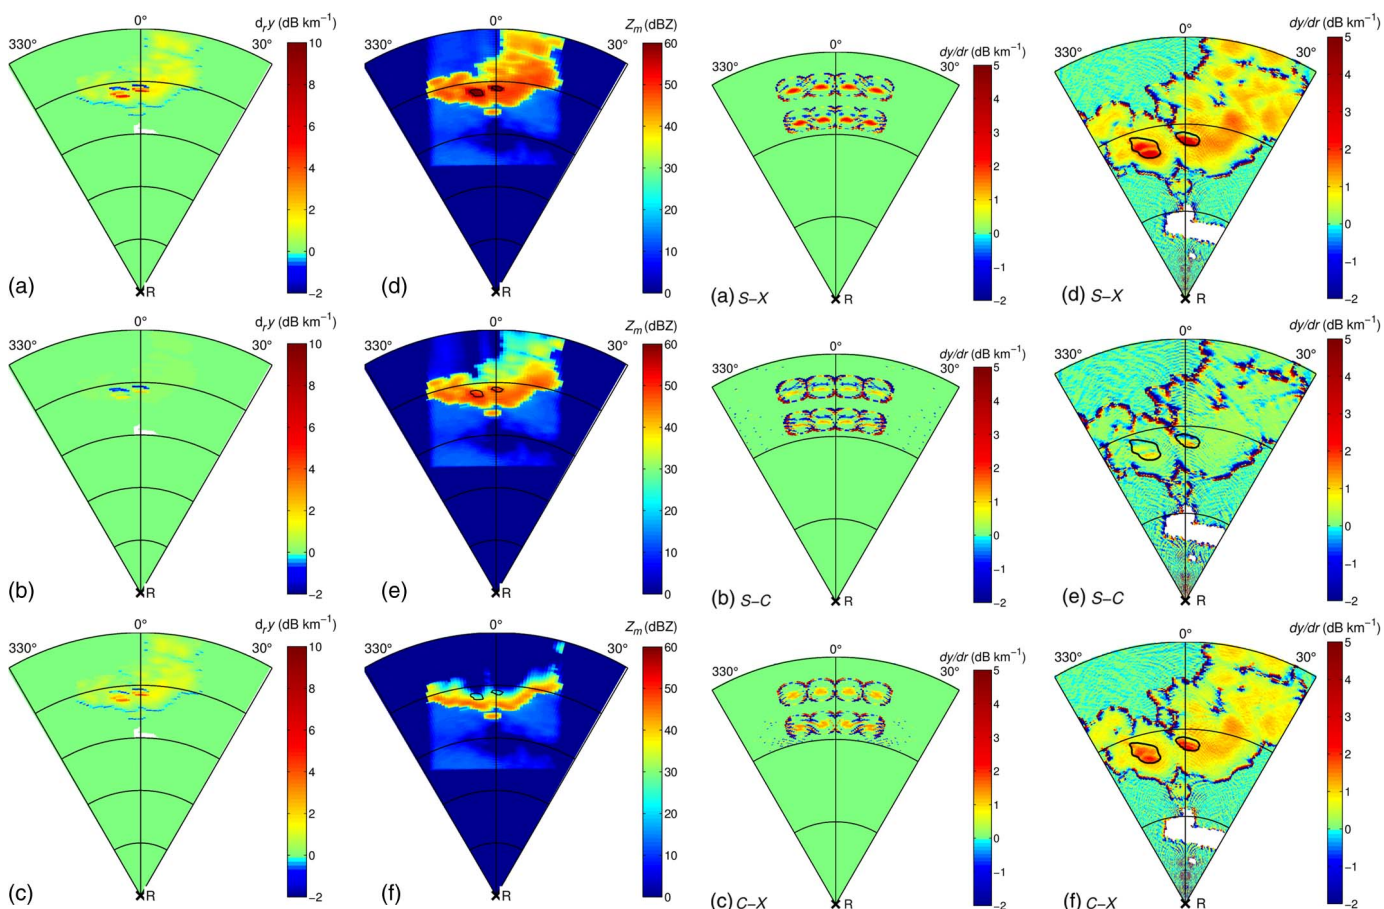 0° dᵣy (dB km⁻¹) 0° Zₘ (dBZ) 0° dy/dr (dB km⁻¹) 0° dy/dr (dB km⁻¹)
330° 30° 10 330° 30° 60 330° 30° 5 330° 30° 5
8 50 4 4
6 40 3 3
4 30 2 2
2 20 1 1
0 10 0 0
−1 −1
(a) R −2 (d) R 0 (a) S–X R −2 (d) S–X R −2
0° dᵣy (dB km⁻¹) 0° Zₘ (dBZ) 0° dy/dr (dB km⁻¹) 0° dy/dr (dB km⁻¹)
330° 30° 10 330° 30° 60 330° 30° 5 330° 30° 5
8 50 4 4
6 40 3 3
4 30 2 2
2 20 1 1
0 10 0 0
−1 −1
(b) R −2 (e) R 0 (b) S–C R −2 (e) S–C R −2
0° dᵣy (dB km⁻¹) 0° Zₘ (dBZ) 0° dy/dr (dB km⁻¹) 0° dy/dr (dB km⁻¹)
330° 30° 10 330° 30° 60 330° 30° 5 330° 30° 5
8 50 4 4
6 40 3 3
4 30 2 2
2 20 1 1
0 10 0 0
−1 −1
(c) R −2 (f) R 0 (c) C–X R −2 (f) C–X R −2